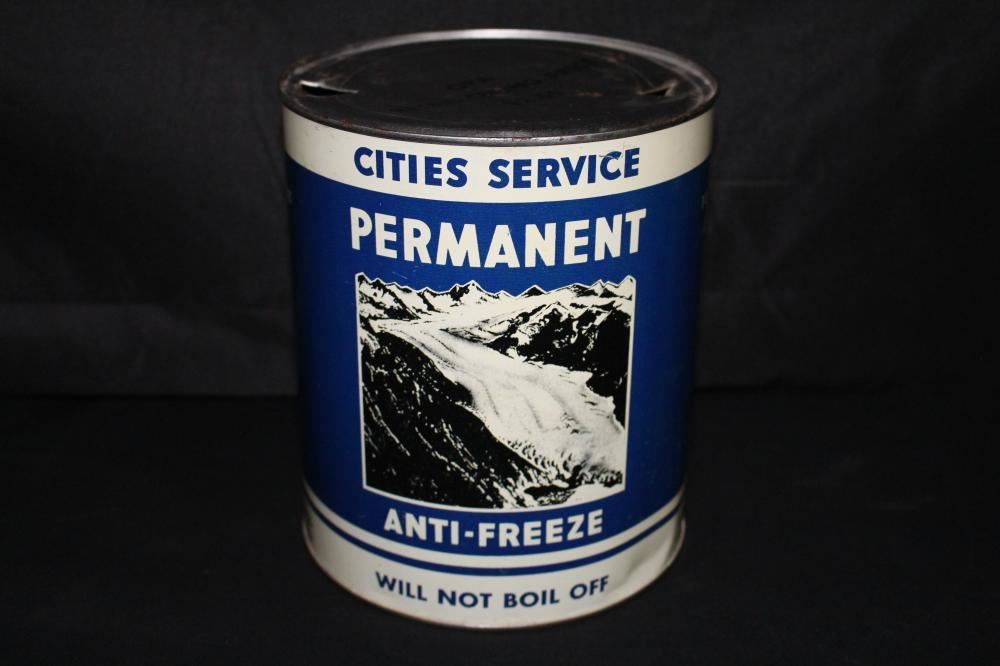 CITIES SERVICE
PERMANENT
ANTI-FREEZE
WILL NOT BOIL OFF